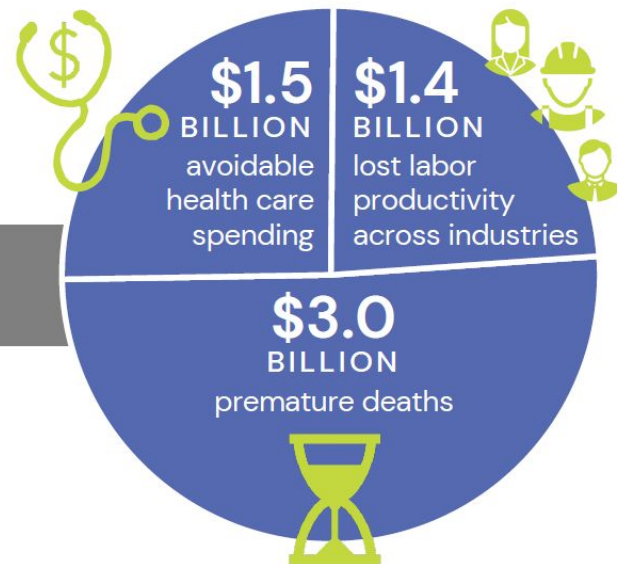 $1.5
BILLION
avoidable
health care
spending
$1.4
BILLION
lost labor
productivity
across industries
$3.0
BILLION
premature deaths
$